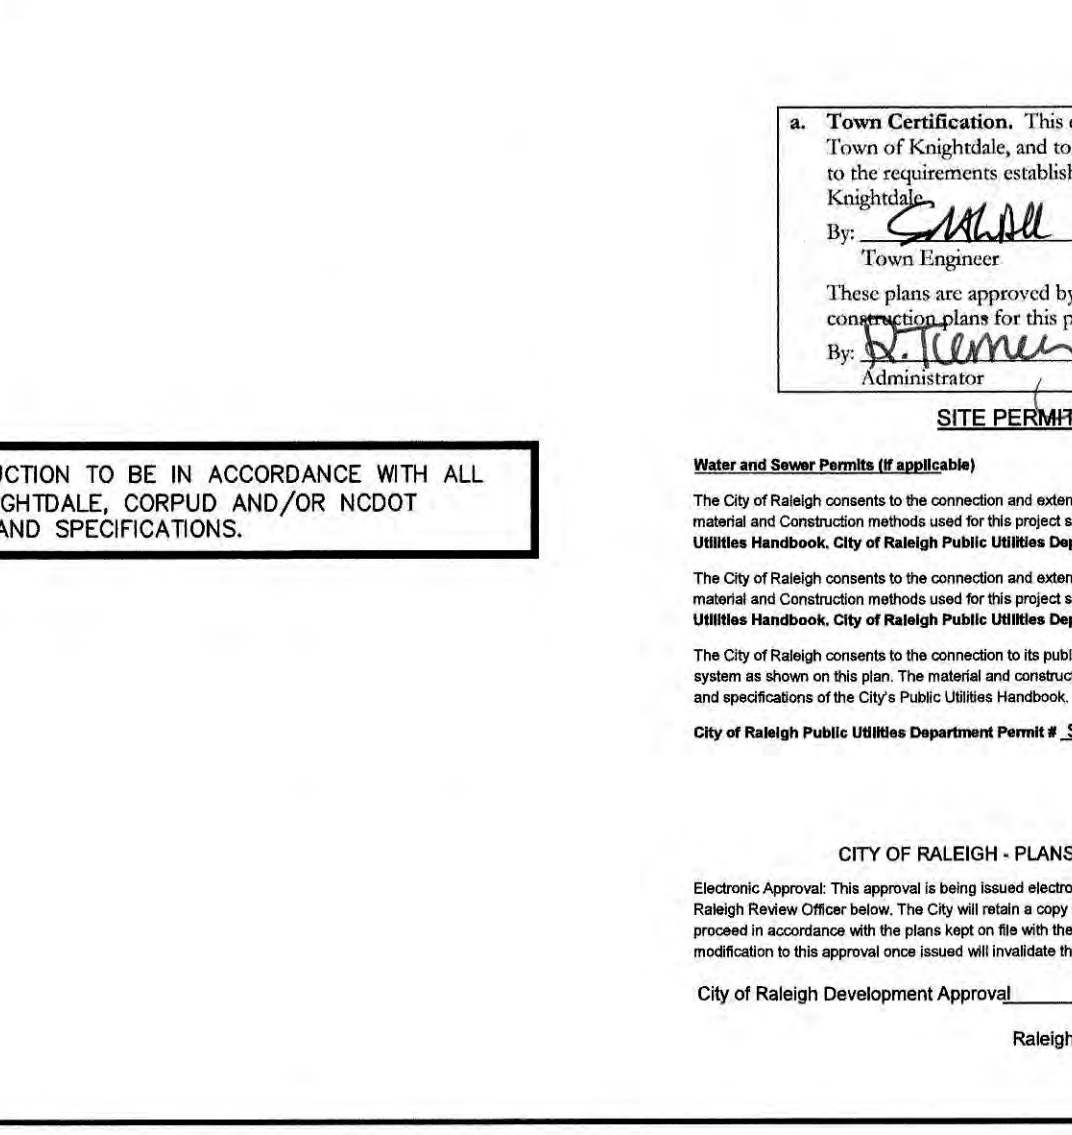 UCTION TO BE IN ACCORDANCE WITH ALL
IGHTDALE, CORPUD AND/OR NCDOT
AND SPECIFICATIONS.
a. Town Certification. This
Town of Knightdale, and to
to the requirements establish
Knightdale.
By:
Town Engineer
These plans are approved by
construction plans for this p
By:
Administrator
SITE PERMIT
Water and Sewer Permits (If applicable)
The City of Raleigh consents to the connection and exten
material and Construction methods used for this project s
Utilities Handbook, City of Raleigh Public Utilities Dep
The City of Raleigh consents to the connection and exten
material and Construction methods used for this project s
Utilities Handbook, City of Raleigh Public Utilities Dep
The City of Raleigh consents to the connection to its publ
system as shown on this plan. The material and construct
and specifications of the City's Public Utilities Handbook.
City of Raleigh Public Utilities Department Permit # S
CITY OF RALEIGH - PLANS
Electronic Approval: This approval is being issued electro
Raleigh Review Officer below. The City will retain a copy
proceed in accordance with the plans kept on file with the
modification to this approval once issued will invalidate th
City of Raleigh Development Approval
Raleigh